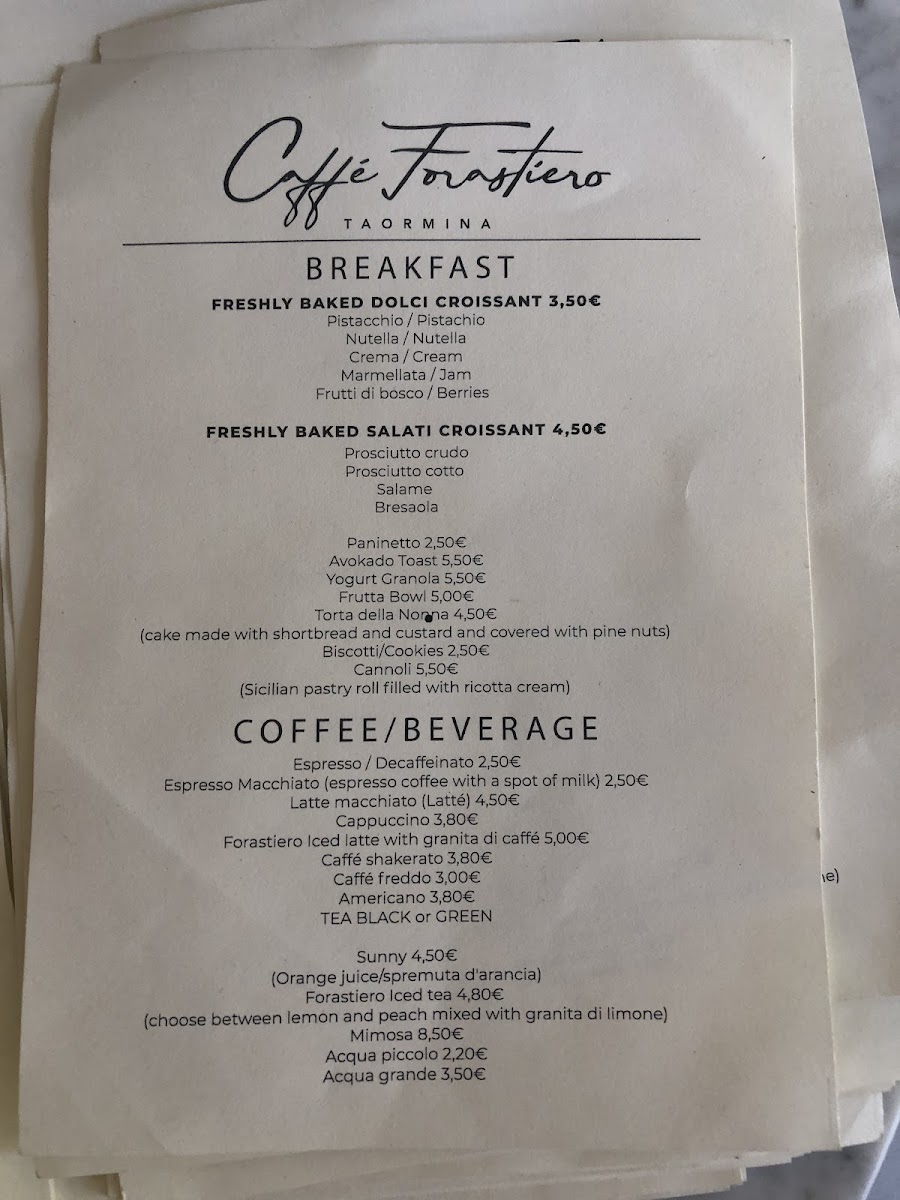 Caffé Forastiero
TAORMINA
BREAKFAST
FRESHLY BAKED DOLCI CROISSANT 3,50€
Pistacchio / Pistachio
Nutella / Nutella
Crema / Cream
Marmellata / Jam
Frutti di bosco / Berries
FRESHLY BAKED SALATI CROISSANT 4,50€
Prosciutto crudo
Prosciutto cotto
Salame
Bresaola
Paninetto 2,50€
Avokado Toast 5,50€
Yogurt Granola 5,50€
Frutta Bowl 5,00€
Torta della Nonna 4,50€
(cake made with shortbread and custard and covered with pine nuts)
Biscotti/Cookies 2,50€
Cannoli 5,50€
(Sicilian pastry roll filled with ricotta cream)
COFFEE/BEVERAGE
Espresso / Decaffeinato 2,50€
Espresso Macchiato (espresso coffee with a spot of milk) 2,50€
Latte macchiato (Latté) 4,50€
Cappuccino 3,80€
Forastiero Iced latte with granita di caffé 5,00€
Caffé shakerato 3,80€
Caffé freddo 3,00€
Americano 3,80€
TEA BLACK or GREEN
Sunny 4,50€
(Orange juice/spremuta d'arancia)
Forastiero Iced tea 4,80€
(choose between lemon and peach mixed with granita di limone)
Mimosa 8,50€
Acqua piccolo 2,20€
Acqua grande 3,50€